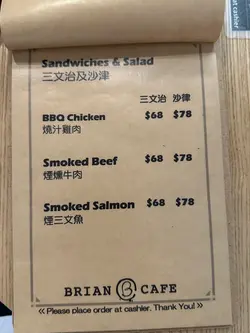 at cashier
Sandwiches & Salad
三文治及沙津
三文治 沙律
BBQ Chicken $68 $78
燒汁雞肉
Smoked Beef $68 $78
煙燻牛肉
Smoked Salmon $68 $78
煙三文魚
BRIAN B CAFE
<< Please place order at cashier. Thank You! >>